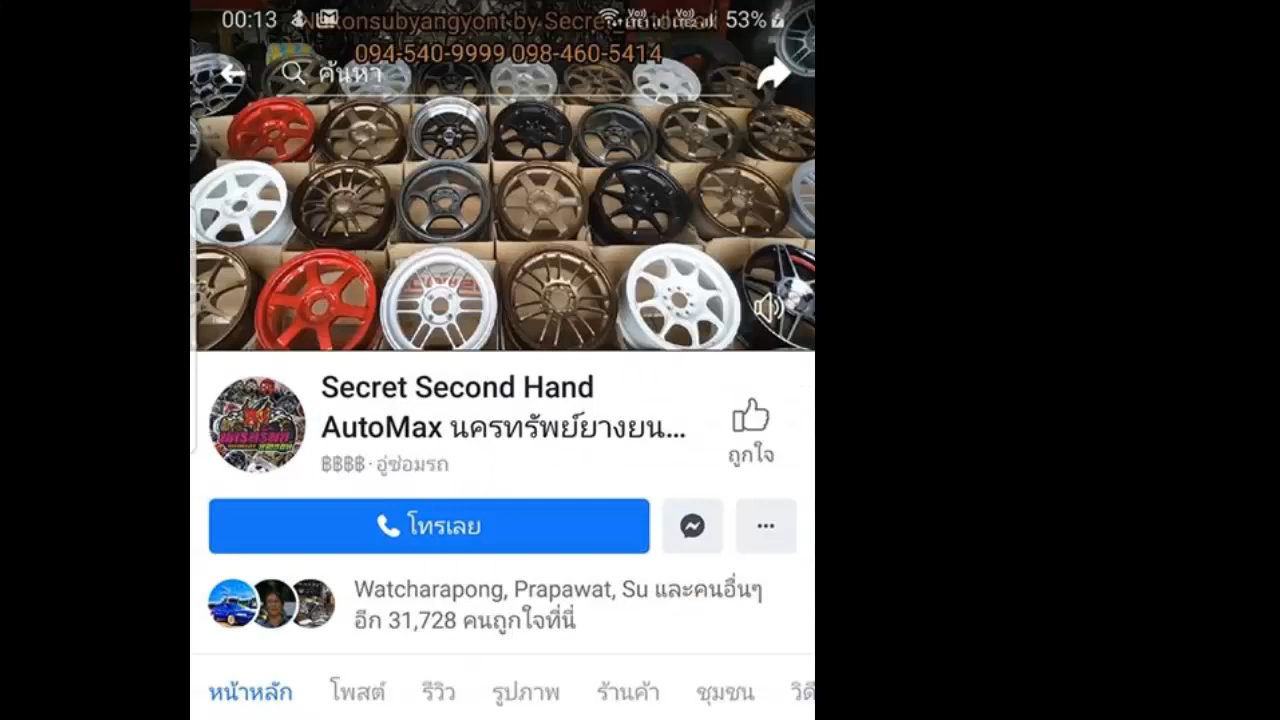 00:13
53%
Nakonsubyangyont by Secret
094-540-9999 098-460-5414
ค้นหา
Secret Second Hand
AutoMax นครทรัพย์ยางยน...
฿฿฿฿ · อู่ซ่อมรถ
ถูกใจ
โทรเลย
Watcharapong, Prapawat, Su และคนอื่นๆ
อีก 31,728 คนถูกใจที่นี่
หน้าหลัก โพสต์ รีวิว รูปภาพ ร้านค้า ชุมชน วิดี